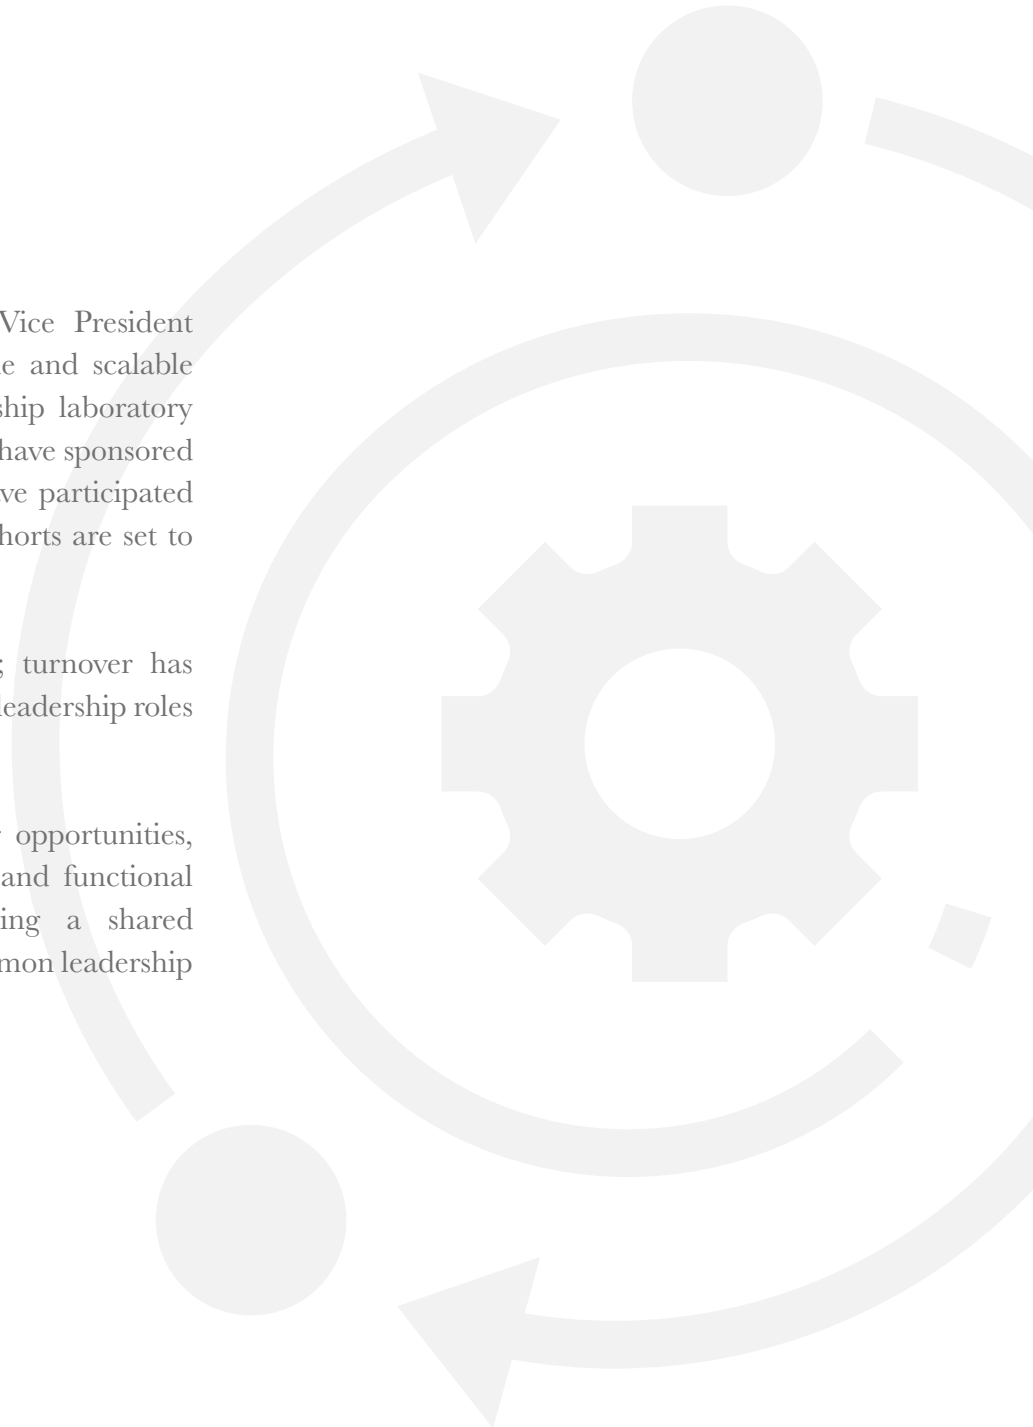 Vice President
e and scalable
ship laboratory
have sponsored
ve participated
horts are set to
; turnover has
leadership roles
opportunities,
and functional
ing a shared
mon leadership